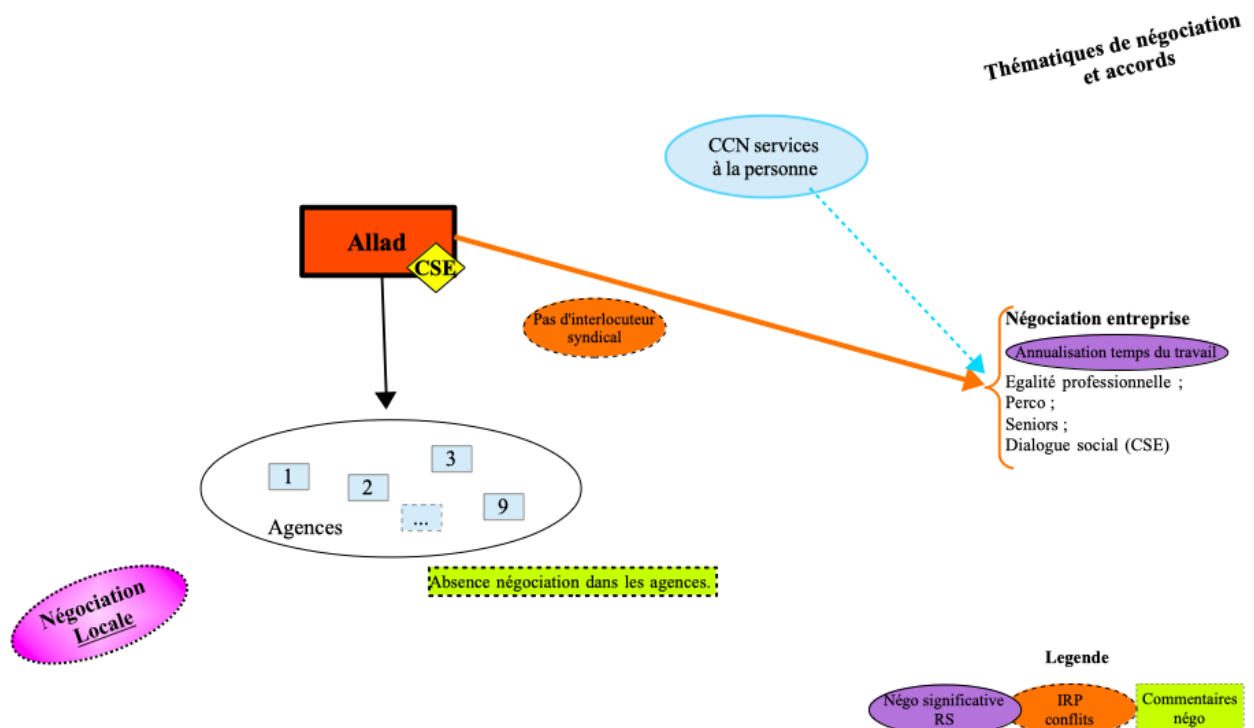 Thématiques de négociation
et accords
CCN services
à la personne
Allad
CSE
Pas d'interlocuteur
syndical
Négociation entreprise
Annualisation temps du travail
Egalité professionnelle ;
Perco ;
Seniors ;
Dialogue social (CSE)
1
2
3
...
9
Agences
Absence négociation dans les agences.
Négociation
Locale
Legende
Négo significative
RS
IRP
conflits
Commentaires
négo